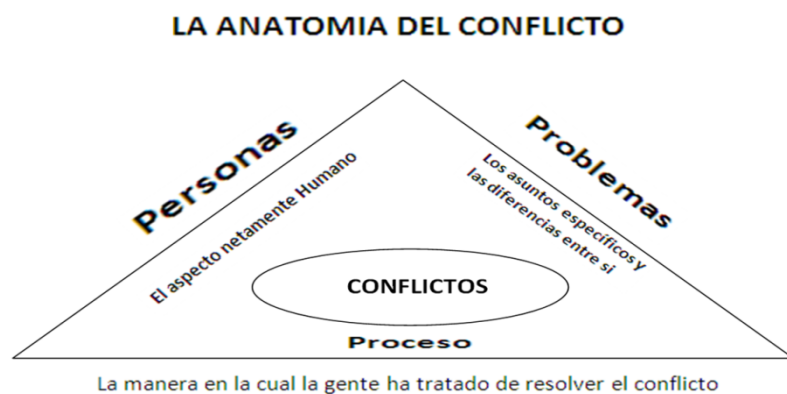 LA ANATOMIA DEL CONFLICTO
Personas
El aspecto netamente Humano
Problemas
Los asuntos específicos y
las diferencias entre si
CONFLICTOS
Proceso
La manera en la cual la gente ha tratado de resolver el conflicto